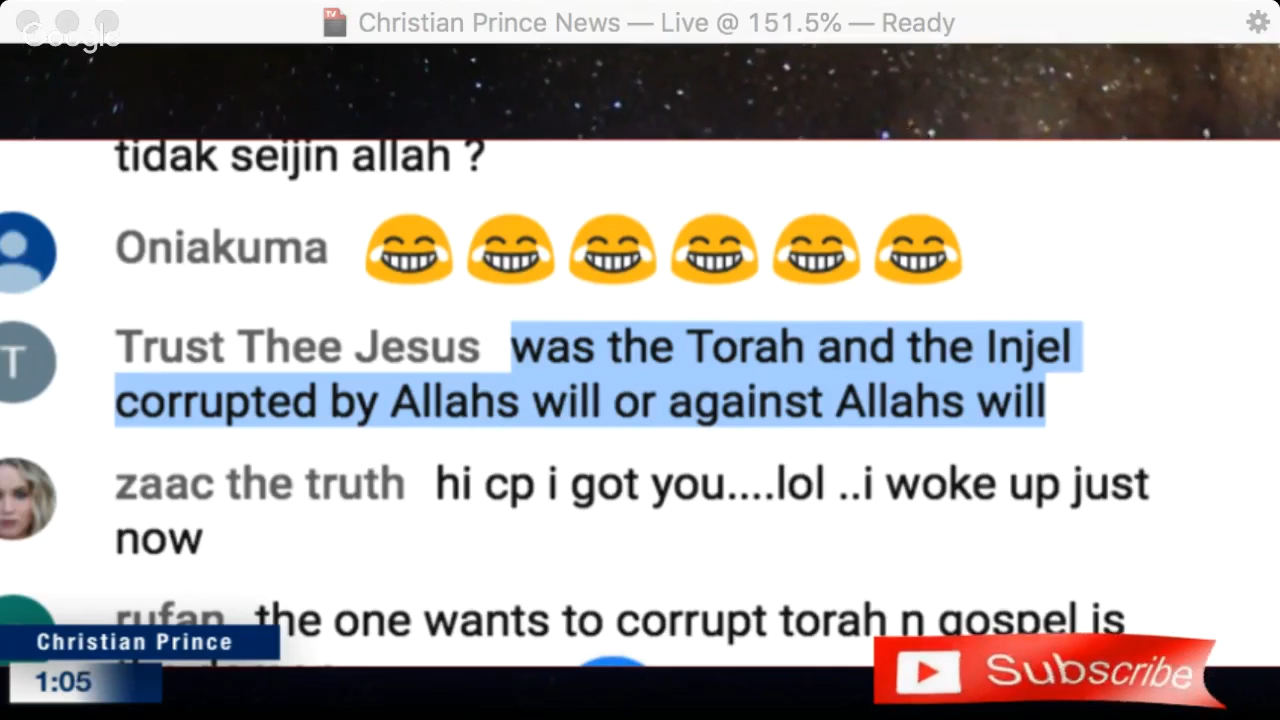 Christian Prince News — Live @ 151.5% — Ready
Google
tidak seijin allah ?
Oniakuma
Trust Thee Jesus was the Torah and the Injel
corrupted by Allahs will or against Allahs will
T
zaac the truth hi cp i got you....lol ..i woke up just
now
rufan the one wants to corrupt torah n gospel is
Christian Prince
1:05
Subscribe